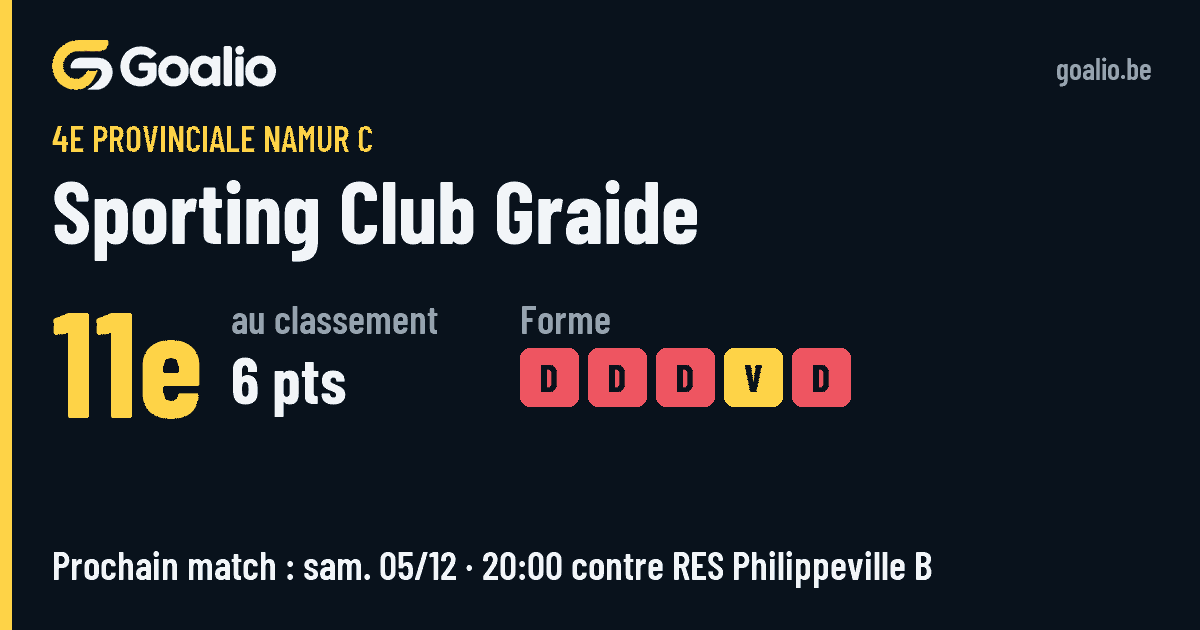 Goalio
goalio.be
4E PROVINCIALE NAMUR C
Sporting Club Graide
11e
au classement
6 pts
Forme
D D D V D
Prochain match : sam. 05/12 · 20:00 contre RES Philippeville B